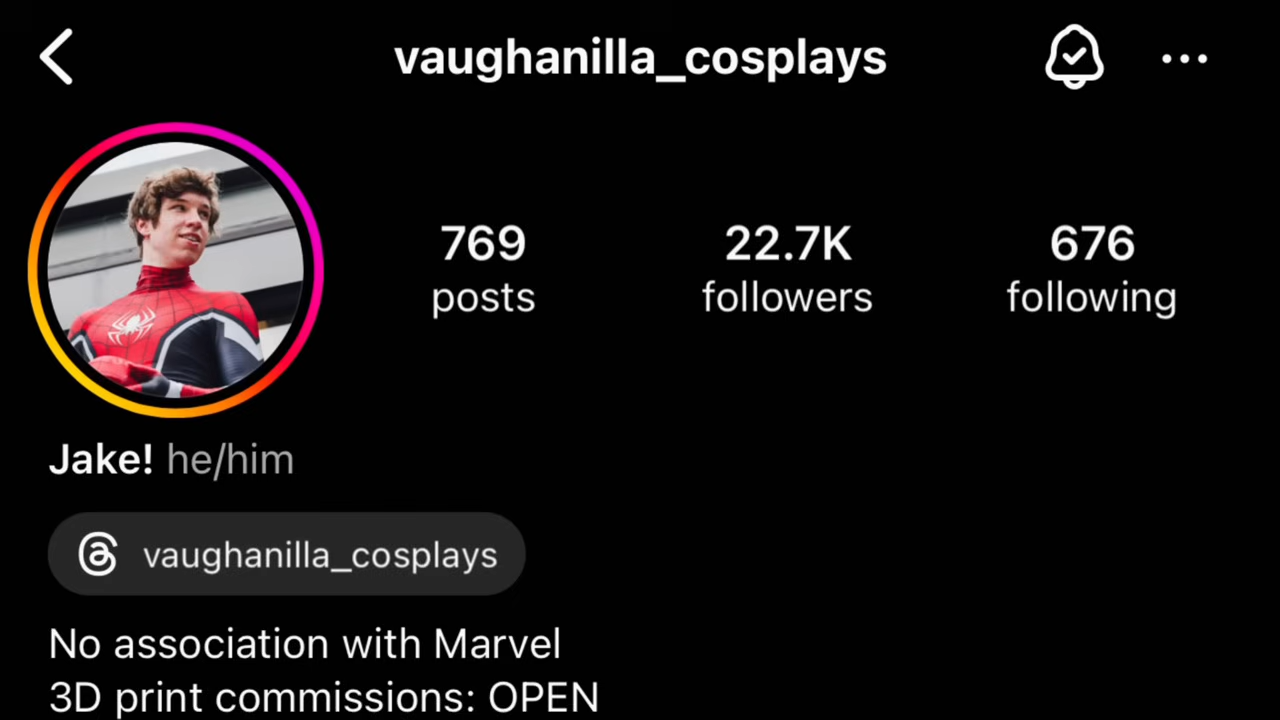 vaughanilla_cosplays
769 22.7K 676
posts followers following
Jake! he/him
vaughanilla_cosplays
No association with Marvel
3D print commissions: OPEN